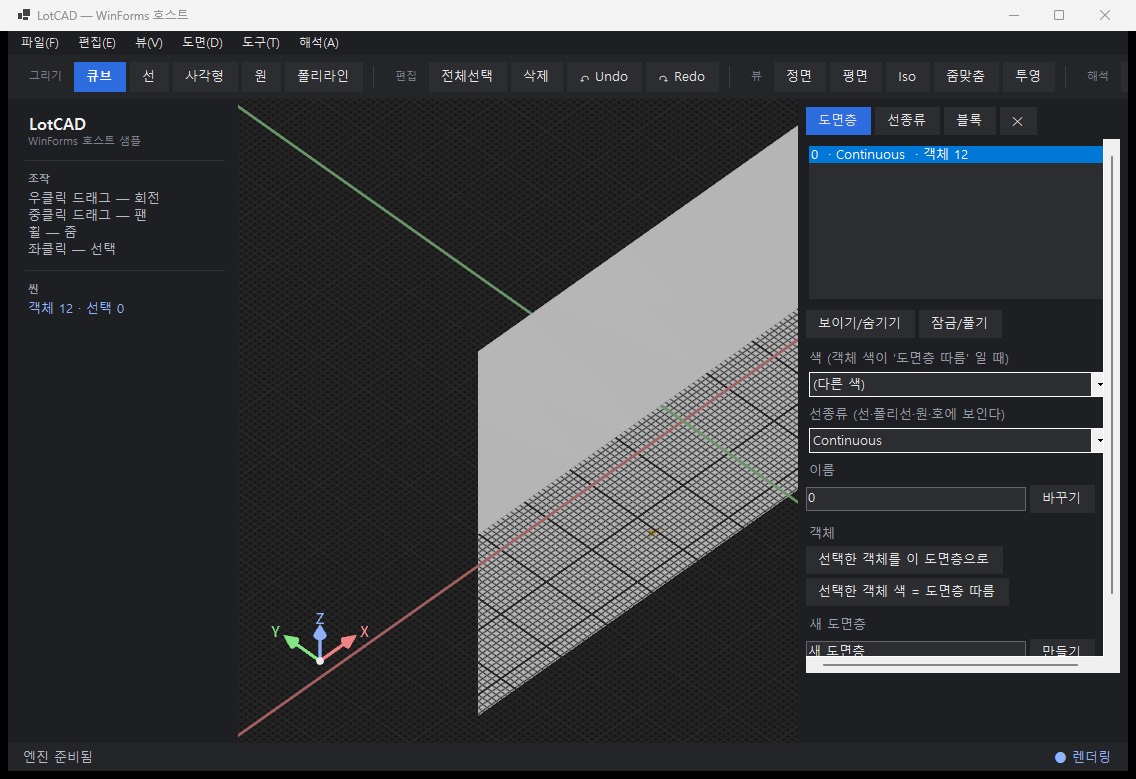 LotCAD — WinForms 호스트
파일(F) 편집(E) 뷰(V) 도면(D) 도구(T) 해석(A)
그리기 큐브 선 사각형 원 폴리라인 편집 전체선택 삭제 Undo Redo 뷰 정면 평면 Iso 줌맞춤 투영 해석
LotCAD
WinForms 호스트 샘플
조작
우클릭 드래그 — 회전
중클릭 드래그 — 팬
휠 — 줌
좌클릭 — 선택
씬
객체 12 · 선택 0
Z
Y X
도면층 선종류 블록
0 · Continuous · 객체 12
보이기/숨기기 잠금/풀기
색 (객체 색이 '도면층 따름' 일 때)
(다른 색)
선종류 (선·폴리선·원·호에 보인다)
Continuous
이름
0 바꾸기
객체
선택한 객체를 이 도면층으로
선택한 객체 색 = 도면층 따름
새 도면층
새 도면층 만들기
엔진 준비됨 렌더링